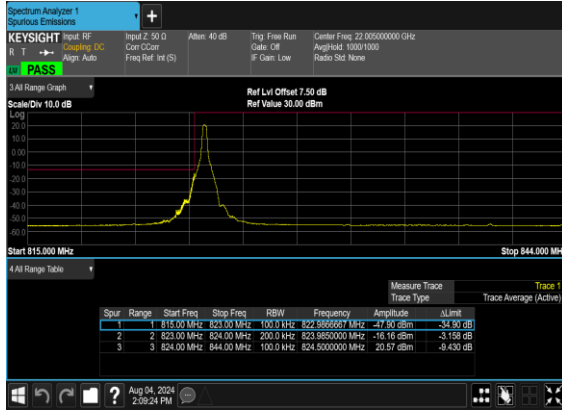 Spectrum Analyzer 1
Spurious Emissions
KEYSIGHT
R T
LXI PASS
Input: RF
Coupling: DC
Align: Auto
Input Z: 50 Ω
Corr CCorr
Freq Ref: Int (S)
Atten: 40 dB
Trig: Free Run
Gate: Off
IF Gain: Low
Center Freq: 22.005000000 GHz
Avg|Hold: 1000/1000
Radio Std: None
3 All Range Graph
Scale/Div 10.0 dB
Ref Lvl Offset 7.50 dB
Ref Value 30.00 dBm
Log
20.0
10.0
0.00
-10.0
-20.0
-30.0
-40.0
-50.0
-60.0
Start 815.000 MHz
Stop 844.000 MH
4 All Range Table
Measure Trace Trace 1
Trace Type Trace Average (Active)
Spur Range Start Freq Stop Freq RBW Frequency Amplitude ΔLimit
1 1 815.00 MHz 823.00 MHz 100.0 kHz 822.9866667 MHz -47.90 dBm -34.90 dB
2 2 823.00 MHz 824.00 MHz 200.0 kHz 823.9850000 MHz -16.16 dBm -3.158 dB
3 3 824.00 MHz 844.00 MHz 100.0 kHz 824.5000000 MHz 20.57 dBm -9.430 dB
?
Aug 04, 2024
2:09:24 PM